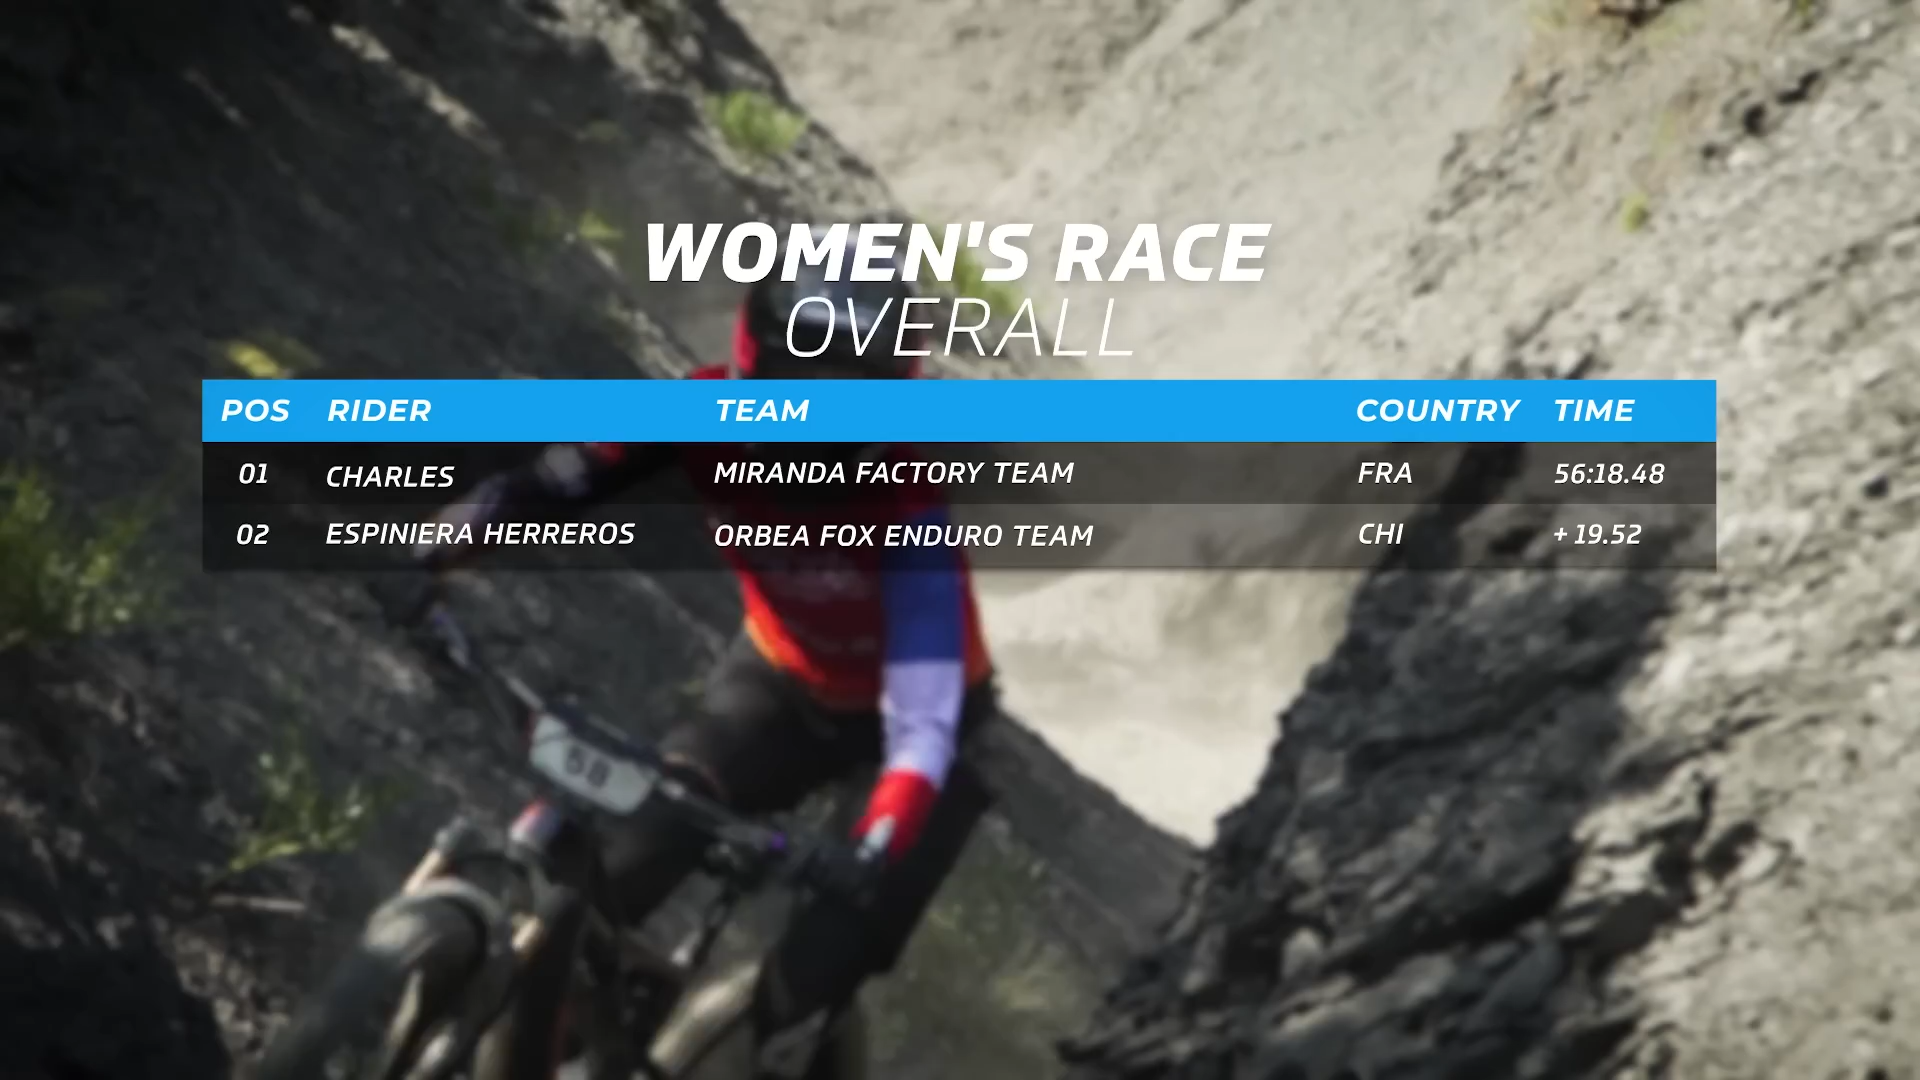 WOMEN'S RACE
OVERALL
POS RIDER TEAM COUNTRY TIME
01 CHARLES MIRANDA FACTORY TEAM FRA 56:18.48
02 ESPINIERA HERREROS ORBEA FOX ENDURO TEAM CHI + 19.52